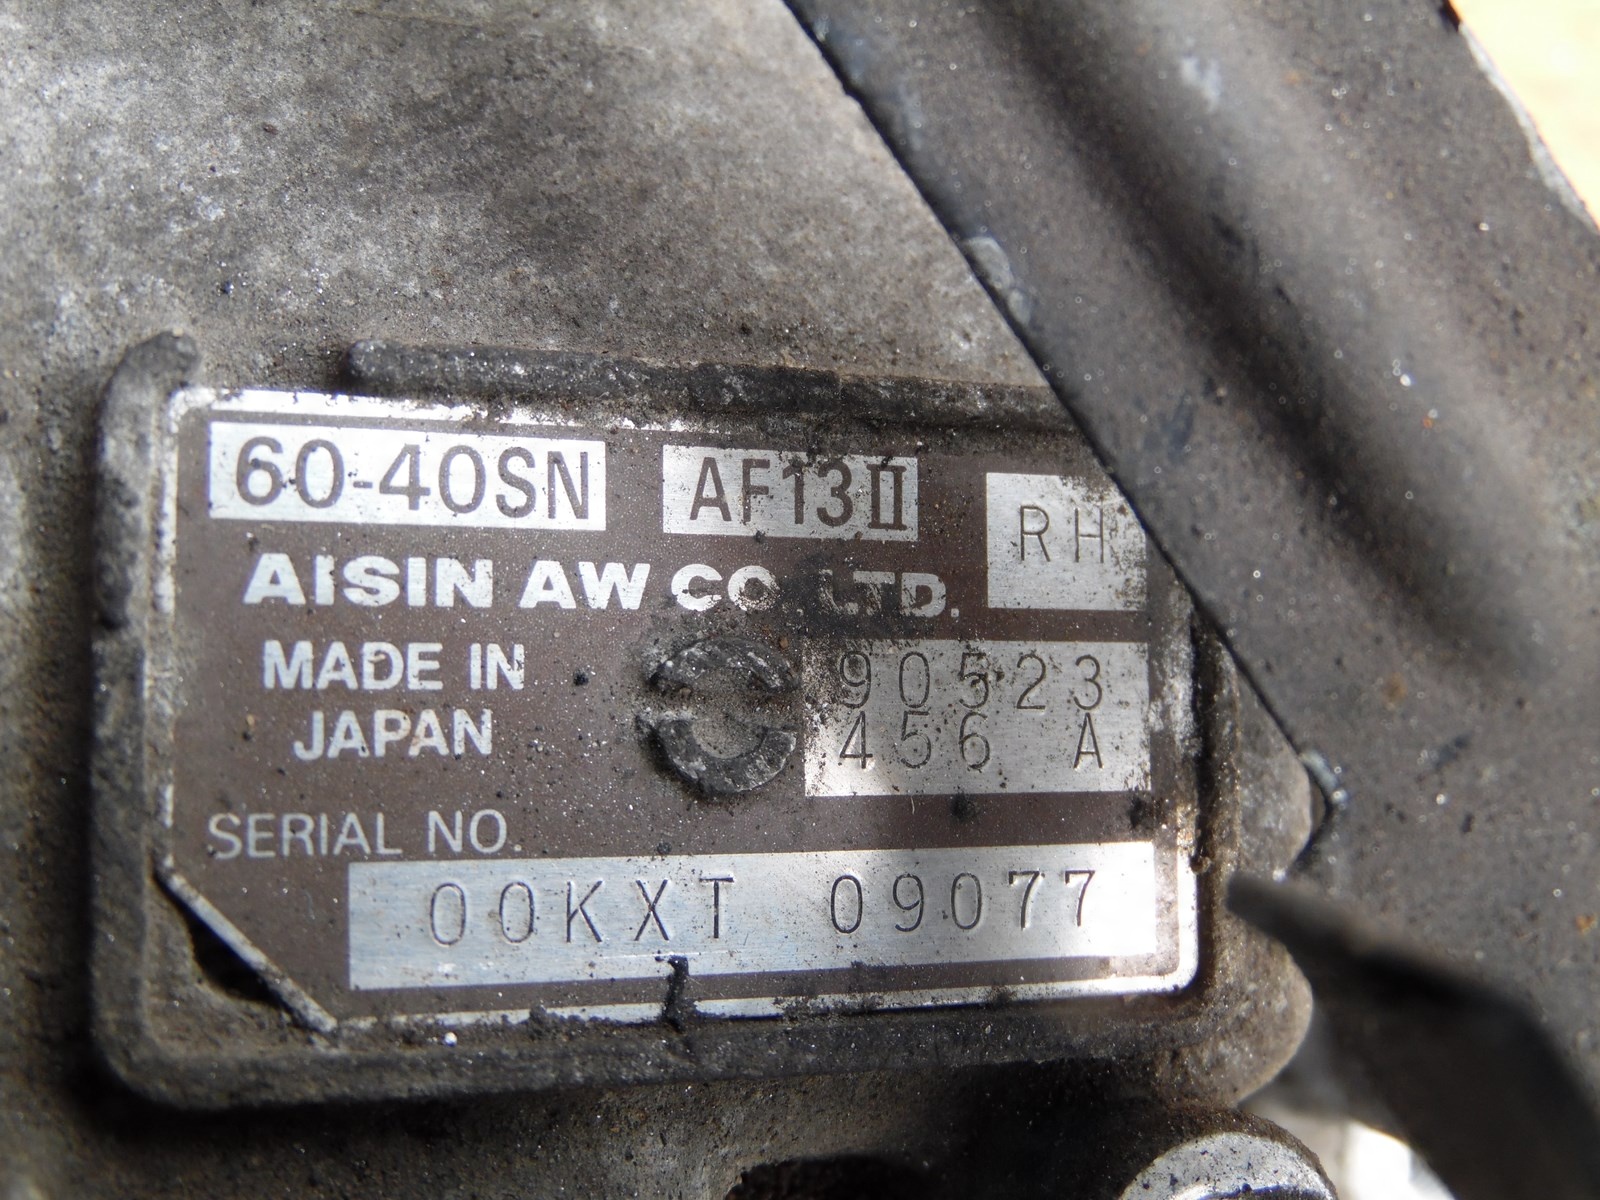 60-40SN AF13II RH
AISIN AW CO. LTD.
MADE IN
JAPAN
90523
456 A
SERIAL NO.
00KXT 09077